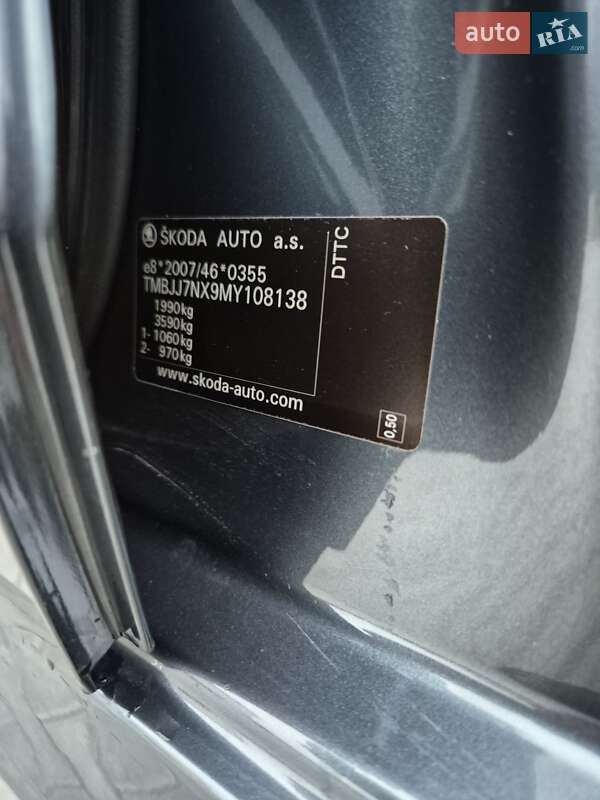 auto RIA
.com
ŠKODA AUTO a.s.
DTTC
e8*2007/46*0355
TMBJJ7NX9MY108138
1990kg
3590kg
1- 1060kg
2- 970kg
www.skoda-auto.com
0,50